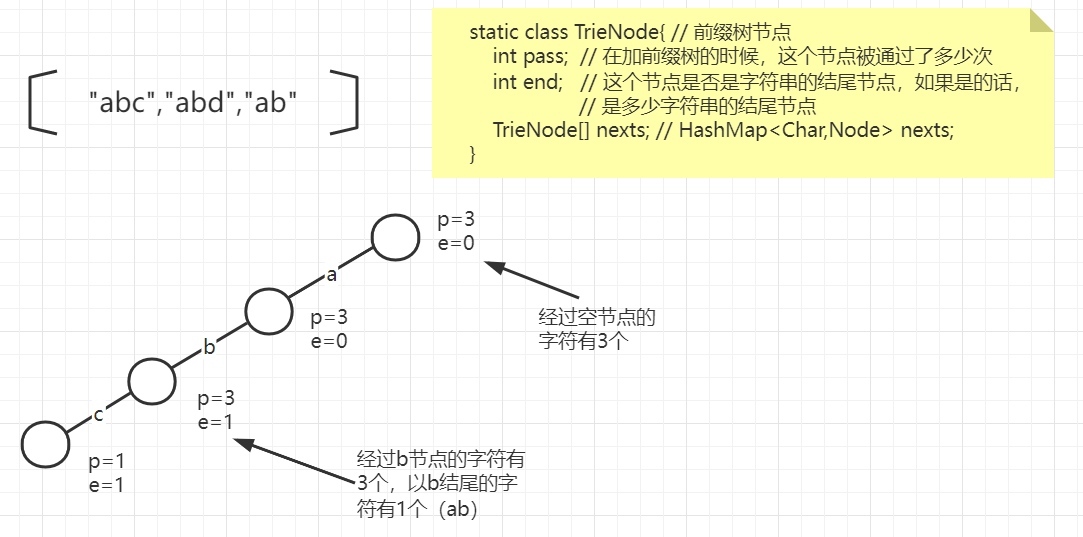 static class TrieNode{ // 前缀树节点
int pass;  // 在加前缀树的时候，这个节点被通过了多少次
int end;   // 这个节点是否是字符串的结尾节点，如果是的话，
// 是多少字符串的结尾节点
TrieNode[] nexts; // HashMap<Char,Node> nexts;
}
"abc","abd","ab"
p=3
e=0
a
经过空节点的
字符有3个
p=3
e=0
b
p=3
e=1
c
经过b节点的字符有
3个，以b结尾的字
符有1个（ab）
p=1
e=1